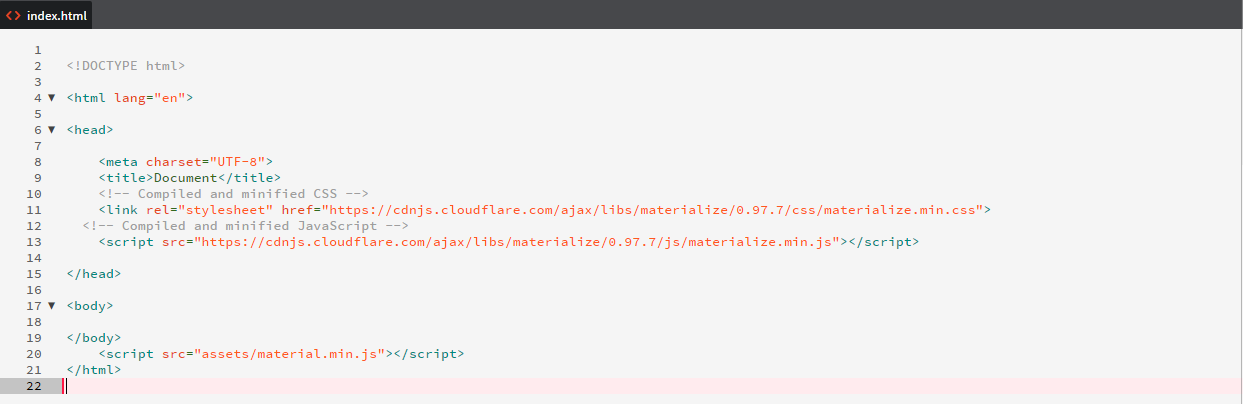 <> index.html
1
2 <!DOCTYPE html>
3
4 ▼ <html lang="en">
5
6 ▼ <head>
7
8     <meta charset="UTF-8">
9     <title>Document</title>
10     <!-- Compiled and minified CSS -->
11     <link rel="stylesheet" href="https://cdnjs.cloudflare.com/ajax/libs/materialize/0.97.7/css/materialize.min.css">
12   <!-- Compiled and minified JavaScript -->
13     <script src="https://cdnjs.cloudflare.com/ajax/libs/materialize/0.97.7/js/materialize.min.js"></script>
14
15 </head>
16
17 ▼ <body>
18
19 </body>
20     <script src="assets/material.min.js"></script>
21 </html>
22